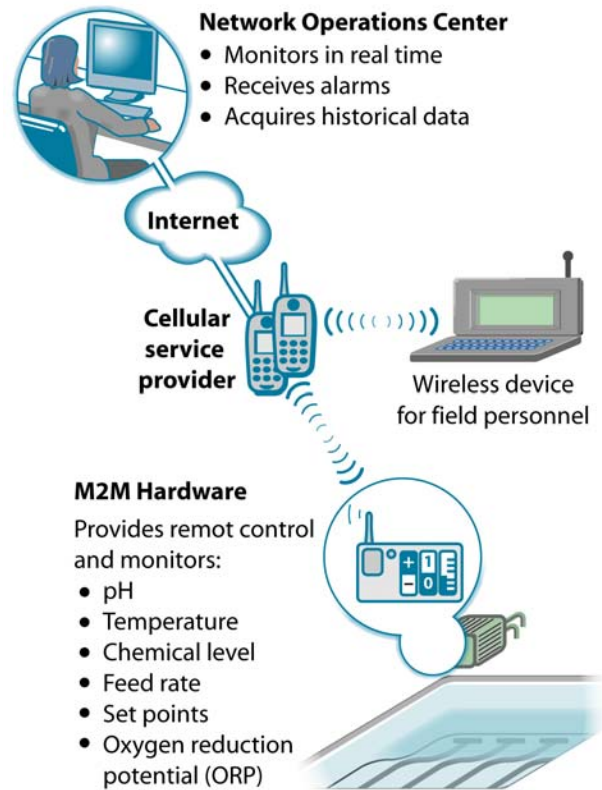 Network Operations Center
• Monitors in real time
• Receives alarms
• Acquires historical data
Internet
Cellular
service
provider
Wireless device
for field personnel
M2M Hardware
Provides remot control
and monitors:
• pH
• Temperature
• Chemical level
• Feed rate
• Set points
• Oxygen reduction
potential (ORP)
+ 1
− 0